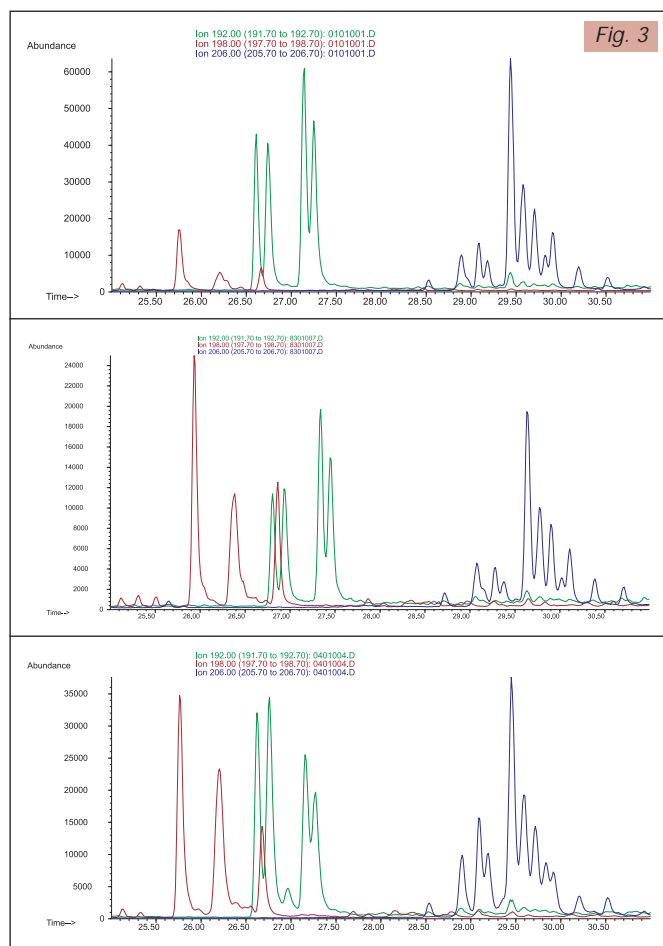 Fig. 3
Ion 192.00 (191.70 to 192.70): 0101001.D
Abundance
Ion 198.00 (197.70 to 198.70): 0101001.D
Ion 206.00 (205.70 to 206.70): 0101001.D
60000
50000
40000
30000
20000
10000
0
Time-->
25.50 26.00 26.50 27.00 27.50 28.00 28.50 29.00 29.50 30.00 30.50
Ion 192.00 (191.70 to 192.70): 8301007.D
Abundance
Ion 198.00 (197.70 to 198.70): 8301007.D
Ion 206.00 (205.70 to 206.70): 8301007.D
24000
22000
20000
18000
16000
14000
12000
10000
8000
6000
4000
2000
0
Time-->
25.50 26.00 26.50 27.00 27.50 28.00 28.50 29.00 29.50 30.00 30.50
Ion 192.00 (191.70 to 192.70): 0401004.D
Abundance
Ion 198.00 (197.70 to 198.70): 0401004.D
Ion 206.00 (205.70 to 206.70): 0401004.D
35000
30000
25000
20000
15000
10000
5000
0
Time-->
25.50 26.00 26.50 27.00 27.50 28.00 28.50 29.00 29.50 30.00 30.50